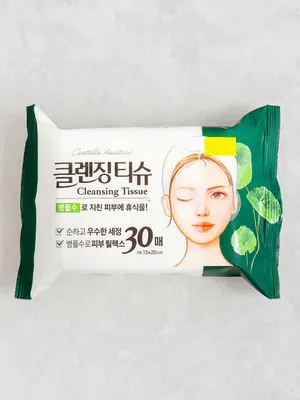 Centella Asiatica
클렌징 티슈
Cleansing Tissue
병풀수로 지친 피부에 휴식을!
✓ 순하고 우수한 세정
✓ 병풀수로 피부 릴렉스
30매
15x20cm